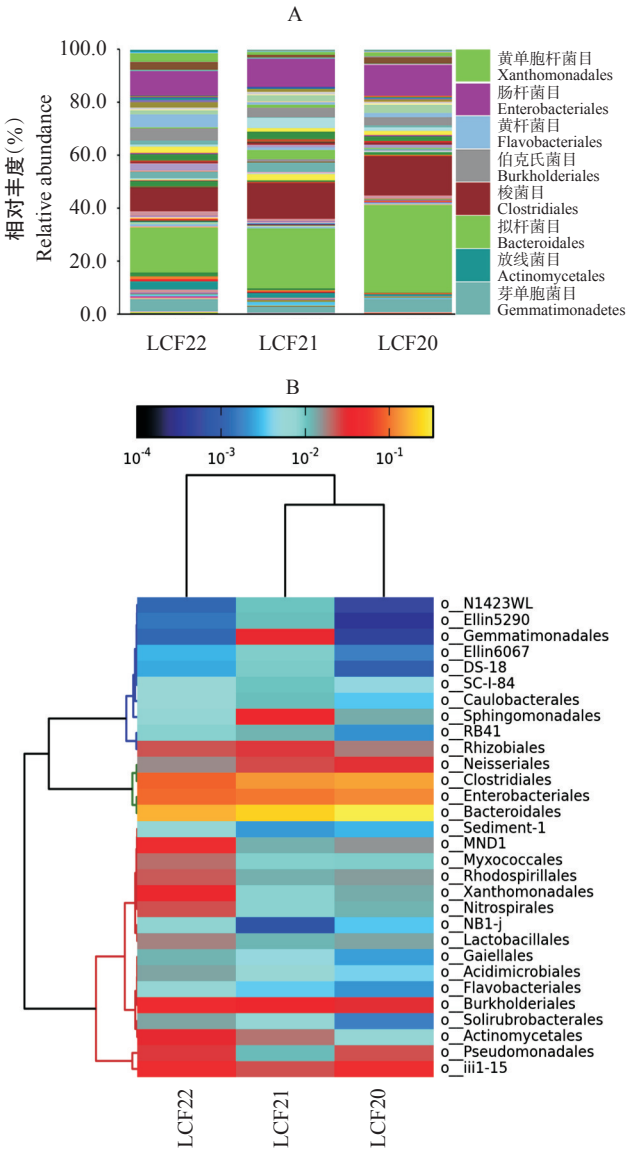 A
相对丰度(%)
Relative abundance
100.0
80.0
60.0
40.0
20.0
0.0
LCF22
LCF21
LCF20
黄单胞杆菌目
Xanthomonadales
肠杆菌目
Enterobacteriales
黄杆菌目
Flavobacteriales
伯克氏菌目
Burkholderiales
梭菌目
Clostridiales
拟杆菌目
Bacteroidales
放线菌目
Actinomycetales
芽单胞菌目
Gemmatimonadetes
B
10-4
10-3
10-2
10-1
o__N1423WL
o__Ellin5290
o__Gemmatimonadales
o__Ellin6067
o__DS-18
o__SC-I-84
o__Caulobacterales
o__Sphingomonadales
o__RB41
o__Rhizobiales
o__Neisseriales
o__Clostridiales
o__Enterobacteriales
o__Bacteroidales
o__Sediment-1
o__MND1
o__Myxococcales
o__Rhodospirillales
o__Xanthomonadales
o__Nitrospirales
o__NB1-j
o__Lactobacillales
o__Gaiellales
o__Acidimicrobiales
o__Flavobacteriales
o__Burkholderiales
o__Solirubrobacterales
o__Actinomycetales
o__Pseudomonadales
o__iii1-15
LCF22
LCF21
LCF20